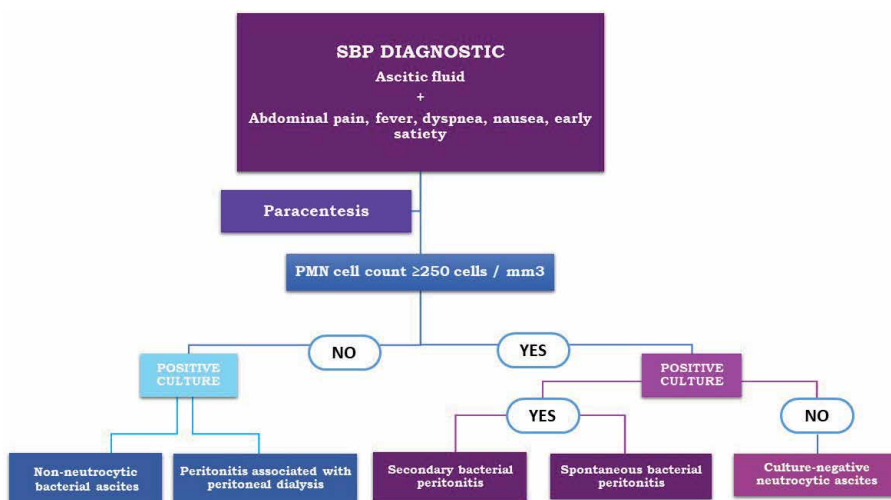 SBP DIAGNOSTIC
Ascitic fluid
+
Abdominal pain, fever, dyspnea, nausea, early
satiety
Paracentesis
PMN cell count ≥250 cells / mm3
NO
YES
POSITIVE
CULTURE
POSITIVE
CULTURE
YES
NO
Non-neutrocytic
bacterial ascites
Peritonitis associated with
peritoneal dialysis
Secondary bacterial
peritonitis
Spontaneous bacterial
peritonitis
Culture-negative
neutrocytic ascites